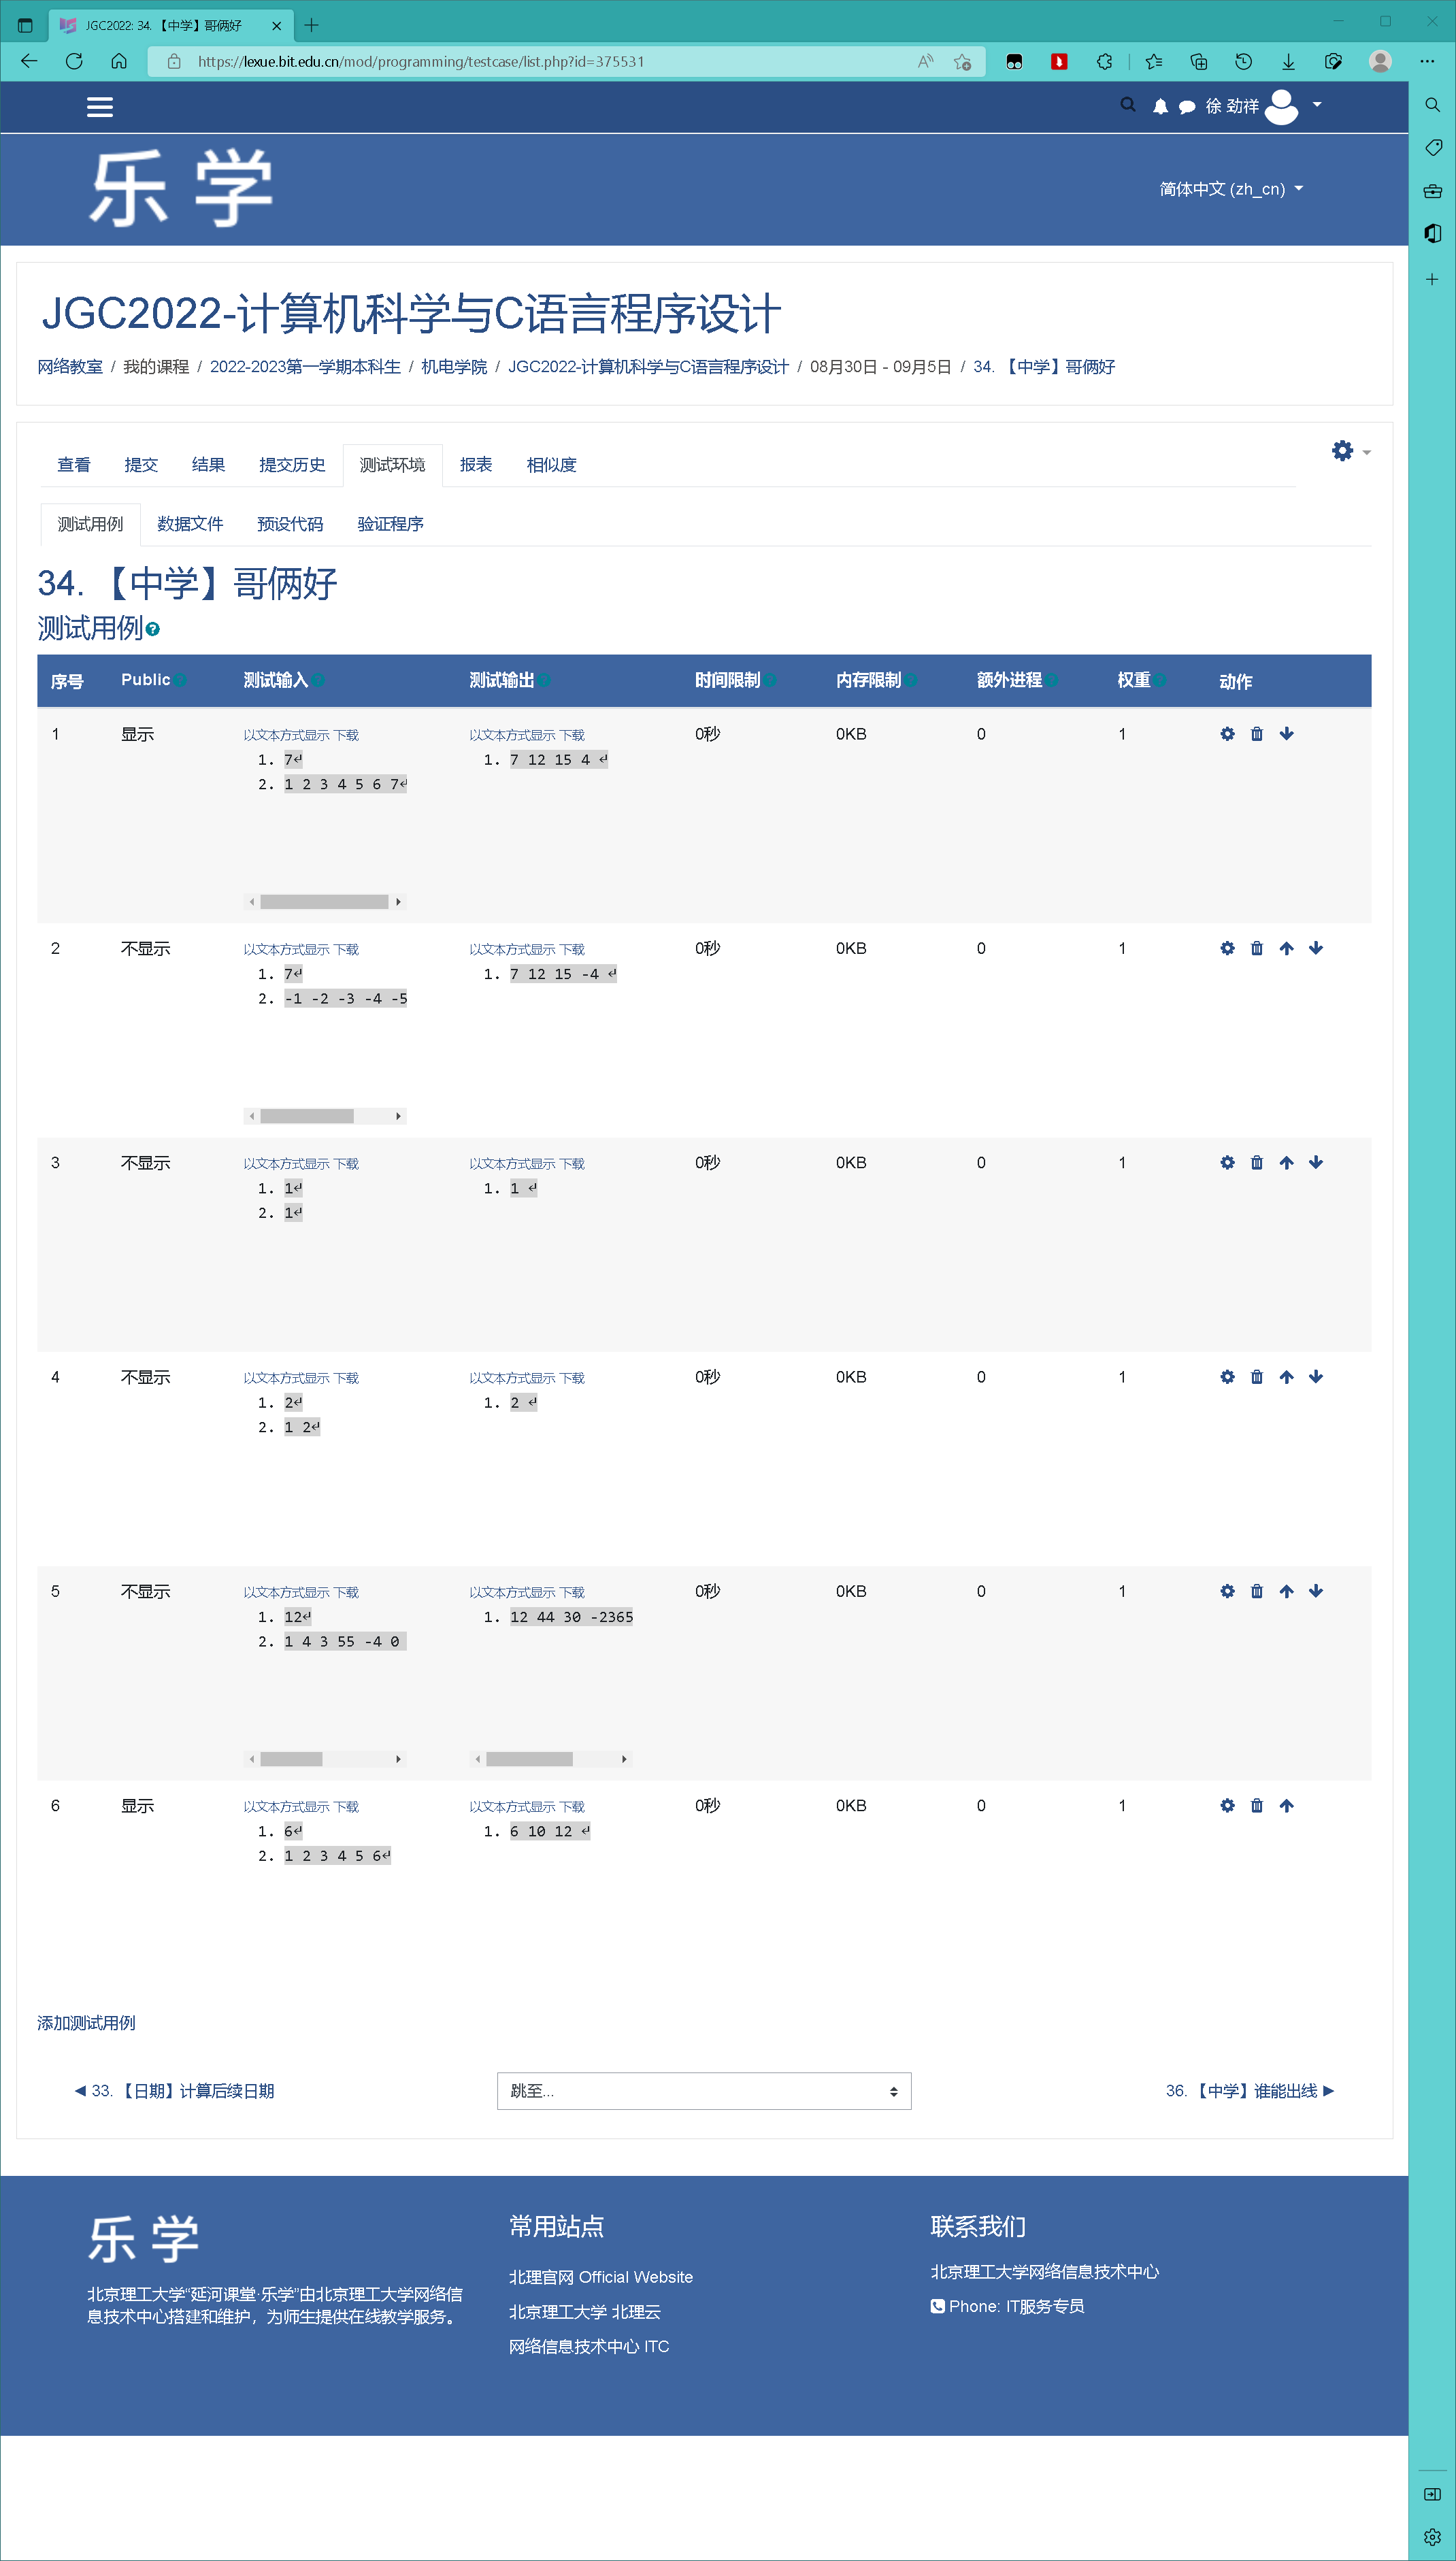 JGC2022: 34. 【中学】哥俩好
https://lexue.bit.edu.cn/mod/programming/testcase/list.php?id=375531
徐 劲祥
乐 学
简体中文 (zh_cn)
JGC2022-计算机科学与C语言程序设计
网络教室 / 我的课程 / 2022-2023第一学期本科生 / 机电学院 / JGC2022-计算机科学与C语言程序设计 / 08月30日 - 09月5日 / 34. 【中学】哥俩好
查看 提交 结果 提交历史 测试环境 报表 相似度
测试用例 数据文件 预设代码 验证程序
34. 【中学】哥俩好
测试用例
序号 Public 测试输入 测试输出 时间限制 内存限制 额外进程 权重 动作
1 显示 以文本方式显示 下载 以文本方式显示 下载 0秒 0KB 0 1
1. 7↵ 1. 7 12 15 4 ↵
2. 1 2 3 4 5 6 7↵
2 不显示 以文本方式显示 下载 以文本方式显示 下载 0秒 0KB 0 1
1. 7↵ 1. 7 12 15 -4 ↵
2. -1 -2 -3 -4 -5
3 不显示 以文本方式显示 下载 以文本方式显示 下载 0秒 0KB 0 1
1. 1↵ 1. 1 ↵
2. 1↵
4 不显示 以文本方式显示 下载 以文本方式显示 下载 0秒 0KB 0 1
1. 2↵ 1. 2 ↵
2. 1 2↵
5 不显示 以文本方式显示 下载 以文本方式显示 下载 0秒 0KB 0 1
1. 12↵ 1. 12 44 30 -2365
2. 1 4 3 55 -4 0
6 显示 以文本方式显示 下载 以文本方式显示 下载 0秒 0KB 0 1
1. 6↵ 1. 6 10 12 ↵
2. 1 2 3 4 5 6↵
添加测试用例
◀ 33. 【日期】计算后续日期 跳至... 36. 【中学】谁能出线 ▶
乐 学
北京理工大学“延河课堂·乐学”由北京理工大学网络信
息技术中心搭建和维护，为师生提供在线教学服务。
常用站点
北理官网 Official Website
北京理工大学 北理云
网络信息技术中心 ITC
联系我们
北京理工大学网络信息技术中心
Phone: IT服务专员